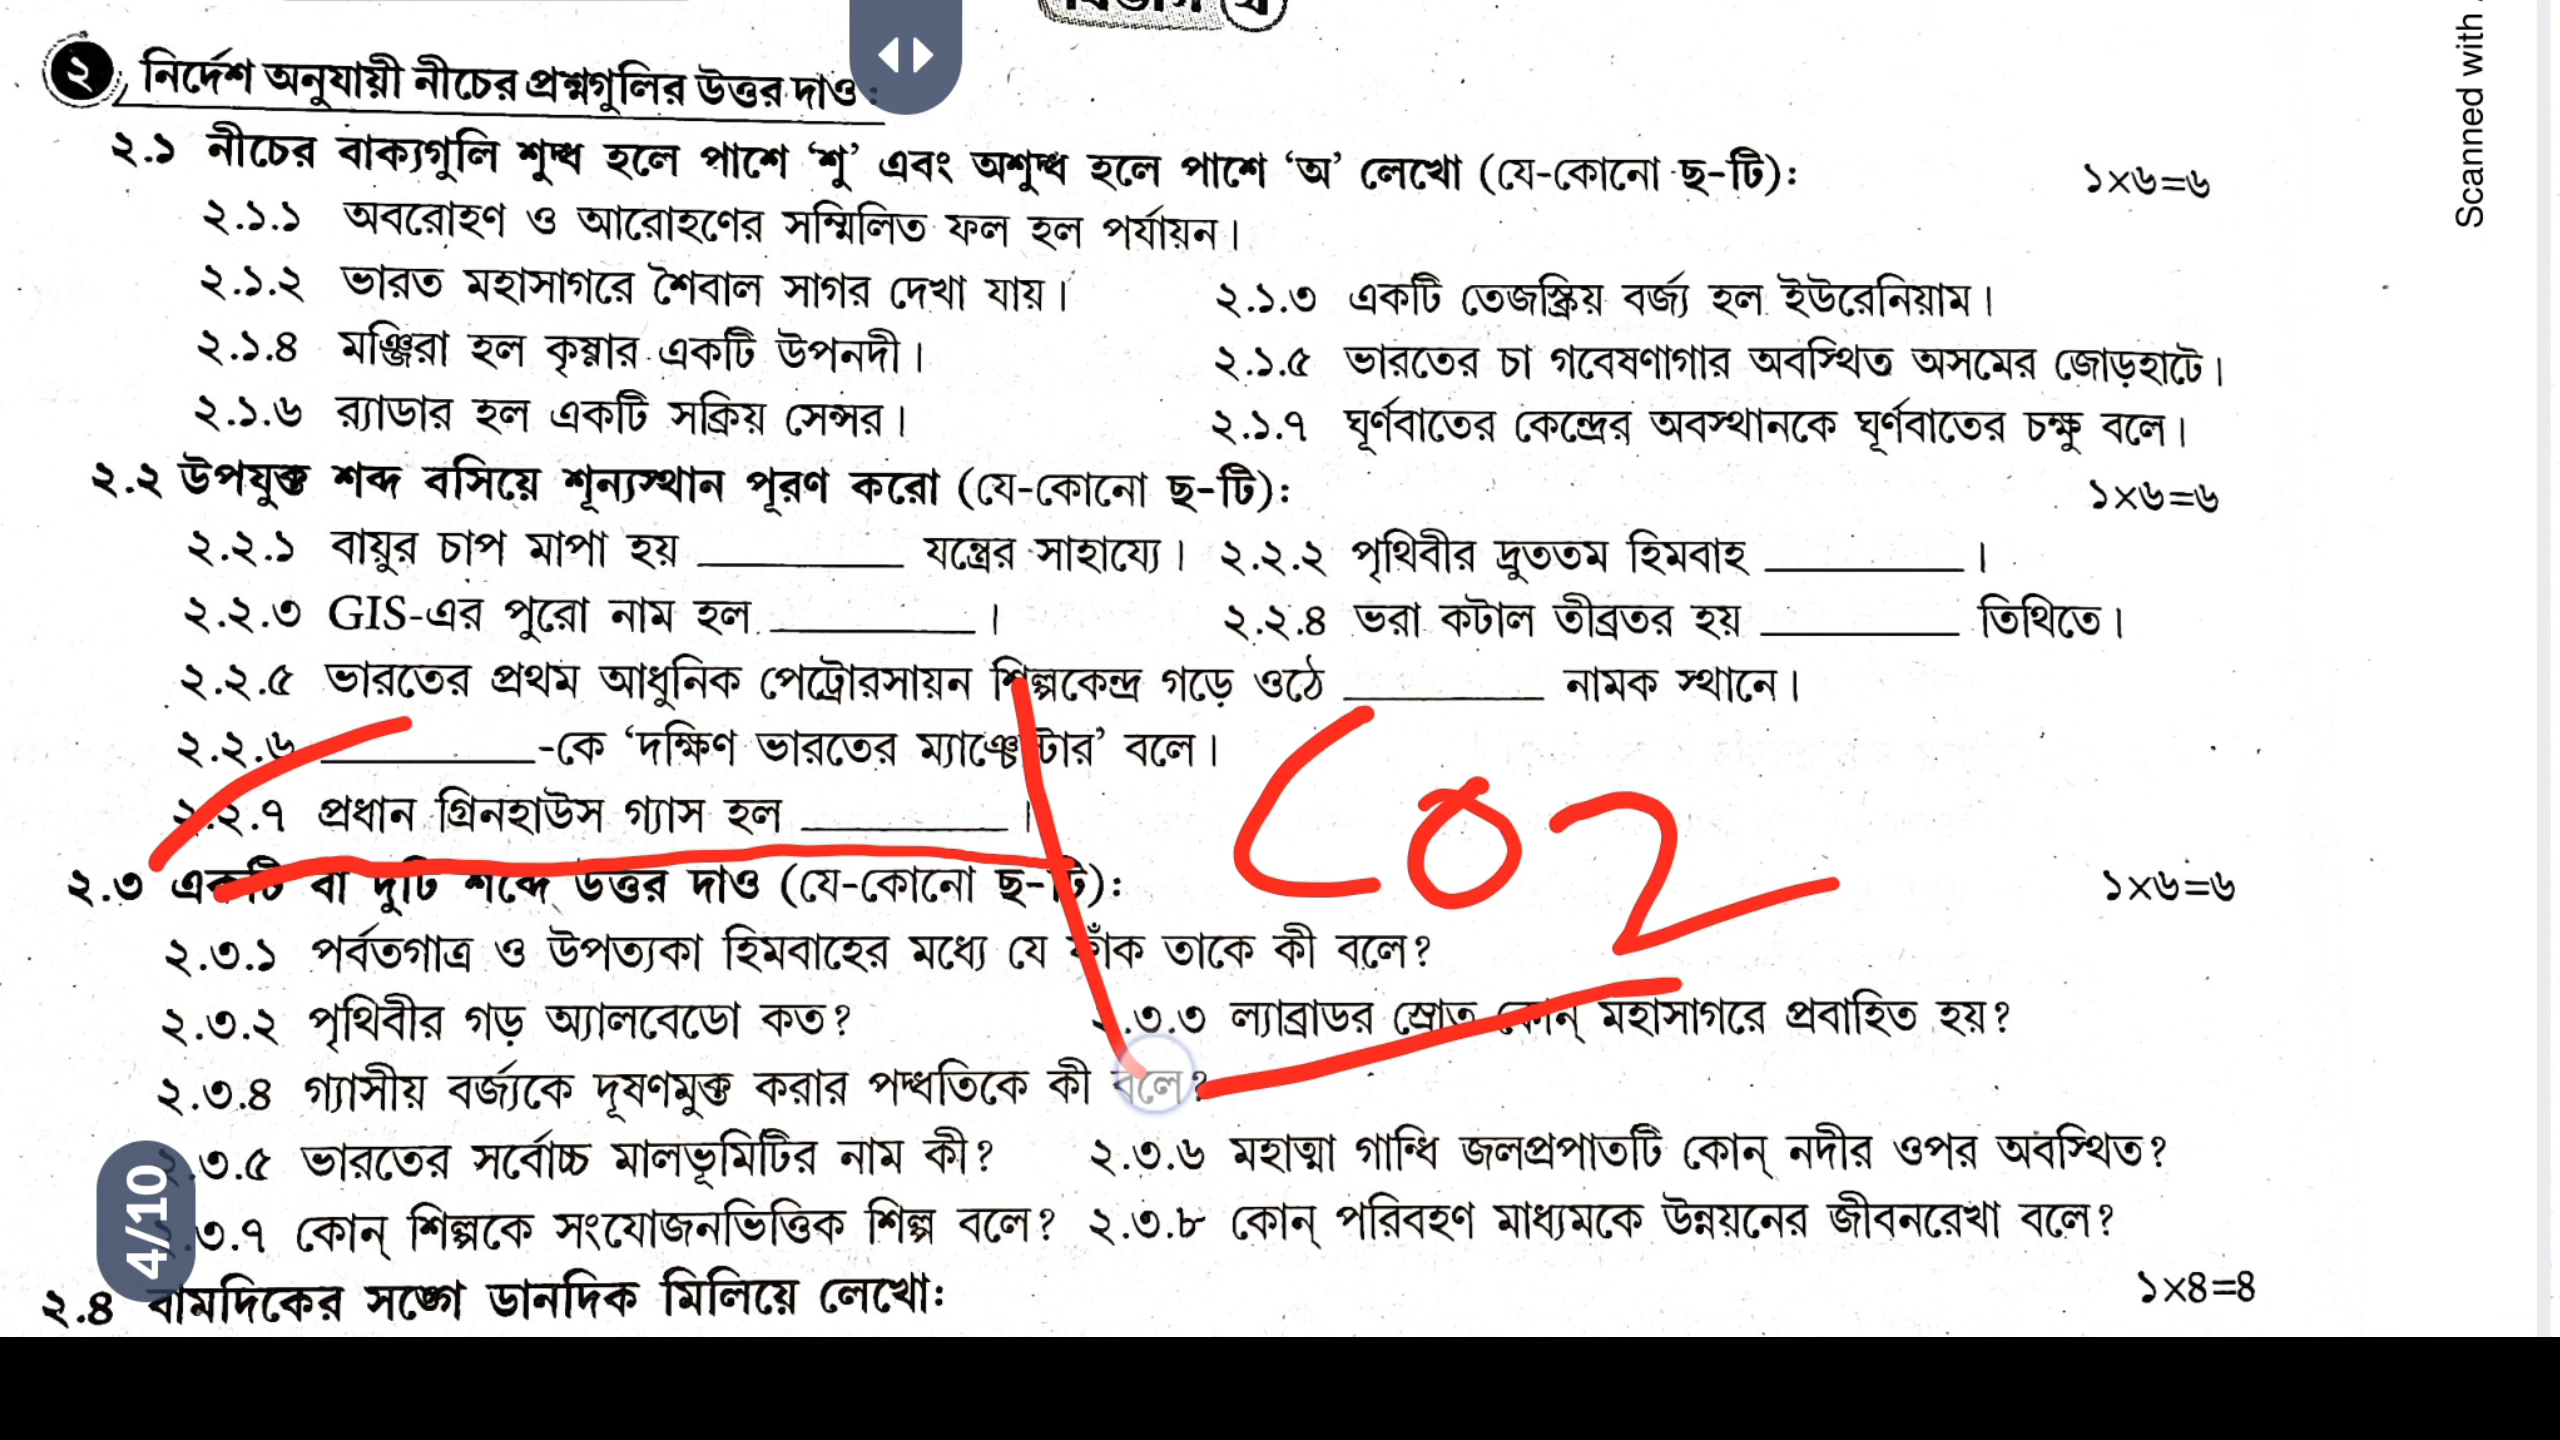 ২ নির্দেশ অনুযায়ী নীচের প্রশ্নগুলির উত্তর দাও :
২.১ নীচের বাক্যগুলি শুদ্ধ হলে পাশে ‘শু’ এবং অশুদ্ধ হলে পাশে ‘অ’ লেখো (যে-কোনো ছ-টি): ১×৬=৬
২.১.১ অবরোহণ ও আরোহণের সম্মিলিত ফল হল পর্যায়ন।
২.১.২ ভারত মহাসাগরে শৈবাল সাগর দেখা যায়। ২.১.৩ একটি তেজস্ক্রিয় বর্জ্য হল ইউরেনিয়াম।
২.১.৪ মঞ্জিরা হল কৃষ্ণার একটি উপনদী। ২.১.৫ ভারতের চা গবেষণাগার অবস্থিত অসমের জোড়হাটে।
২.১.৬ র‍্যাডার হল একটি সক্রিয় সেন্সর। ২.১.৭ ঘূর্ণবাতের কেন্দ্রের অবস্থানকে ঘূর্ণবাতের চক্ষু বলে।
২.২ উপযুক্ত শব্দ বসিয়ে শূন্যস্থান পূরণ করো (যে-কোনো ছ-টি): ১×৬=৬
২.২.১ বায়ুর চাপ মাপা হয় ________ যন্ত্রের সাহায্যে। ২.২.২ পৃথিবীর দ্রুততম হিমবাহ ________ ।
২.২.৩ GIS-এর পুরো নাম হল ________ । ২.২.৪ ভরা কটাল তীব্রতর হয় ________ তিথিতে।
২.২.৫ ভারতের প্রথম আধুনিক পেট্রোরসায়ন শিল্পকেন্দ্র গড়ে ওঠে ________ নামক স্থানে।
২.২.৬ ________-কে ‘দক্ষিণ ভারতের ম্যাঞ্চেস্টার’ বলে।
২.২.৭ প্রধান গ্রিনহাউস গ্যাস হল ________ ।
CO2
২.৩ একটি বা দুটি শব্দে উত্তর দাও (যে-কোনো ছ-টি): ১×৬=৬
২.৩.১ পর্বতগাত্র ও উপত্যকা হিমবাহের মধ্যে যে ফাঁক তাকে কী বলে?
২.৩.২ পৃথিবীর গড় অ্যালবেডো কত? ২.৩.৩ ল্যাব্রাডর স্রোত কোন্ মহাসাগরে প্রবাহিত হয়?
২.৩.৪ গ্যাসীয় বর্জ্যকে দূষণমুক্ত করার পদ্ধতিকে কী বলে?
২.৩.৫ ভারতের সর্বোচ্চ মালভূমিটির নাম কী? ২.৩.৬ মহাত্মা গান্ধি জলপ্রপাতটি কোন্ নদীর ওপর অবস্থিত?
২.৩.৭ কোন্ শিল্পকে সংযোজনভিত্তিক শিল্প বলে? ২.৩.৮ কোন্ পরিবহণ মাধ্যমকে উন্নয়নের জীবনরেখা বলে?
২.৪ বামদিকের সঙ্গে ডানদিক মিলিয়ে লেখো: ১×৪=৪
4/10
Scanned with